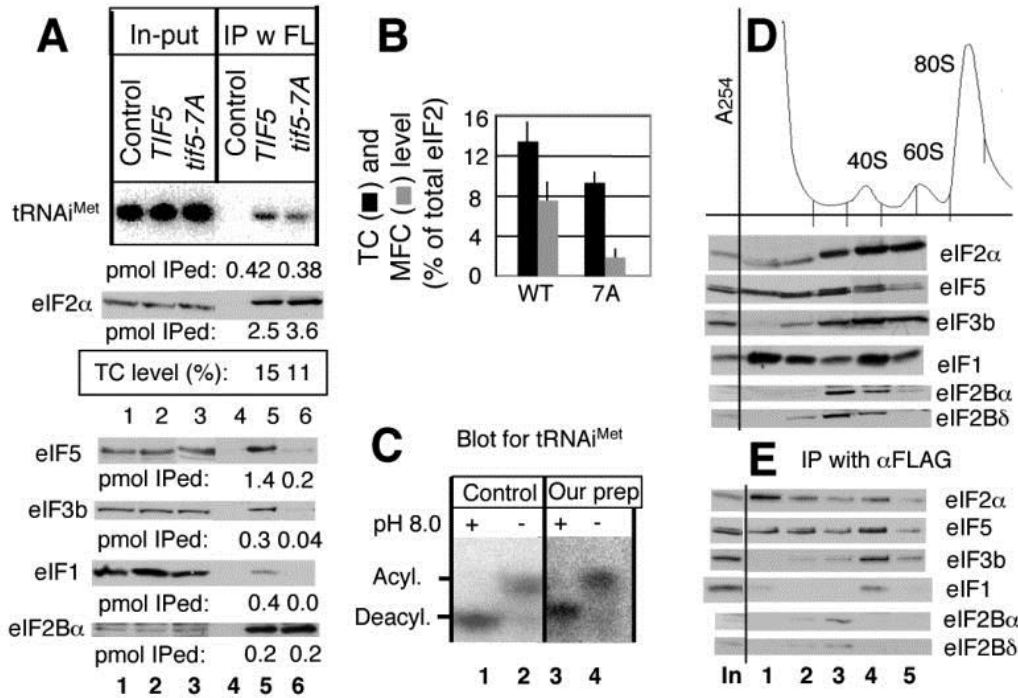 A
In-put
IP w FL
Control
TIF5
tif5-7A
Control
TIF5
tif5-7A
tRNAiMet
pmol IPed: 0.42 0.38
eIF2α
pmol IPed: 2.5 3.6
TC level (%): 15 11
1 2 3 4 5 6
eIF5
pmol IPed: 1.4 0.2
eIF3b
pmol IPed: 0.3 0.04
eIF1
pmol IPed: 0.4 0.0
eIF2Bα
pmol IPed: 0.2 0.2
1 2 3 4 5 6
B
TC ( ) and
MFC ( ) level
(% of total eIF2)
16
12
8
4
0
WT 7A
C
Blot for tRNAiMet
Control Our prep
pH 8.0 + - + -
Acyl.
Deacyl.
1 2 3 4
D
A254
40S
60S
80S
eIF2α
eIF5
eIF3b
eIF1
eIF2Bα
eIF2Bδ
E
IP with αFLAG
eIF2α
eIF5
eIF3b
eIF1
eIF2Bα
eIF2Bδ
In 1 2 3 4 5